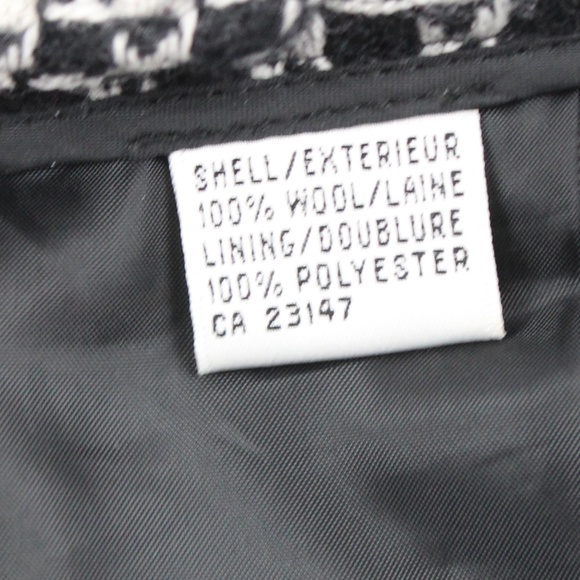 SHELL/EXTERIEUR
100% WOOL/LAINE
LINING/DOUBLURE
100% POLYESTER
CA 23147